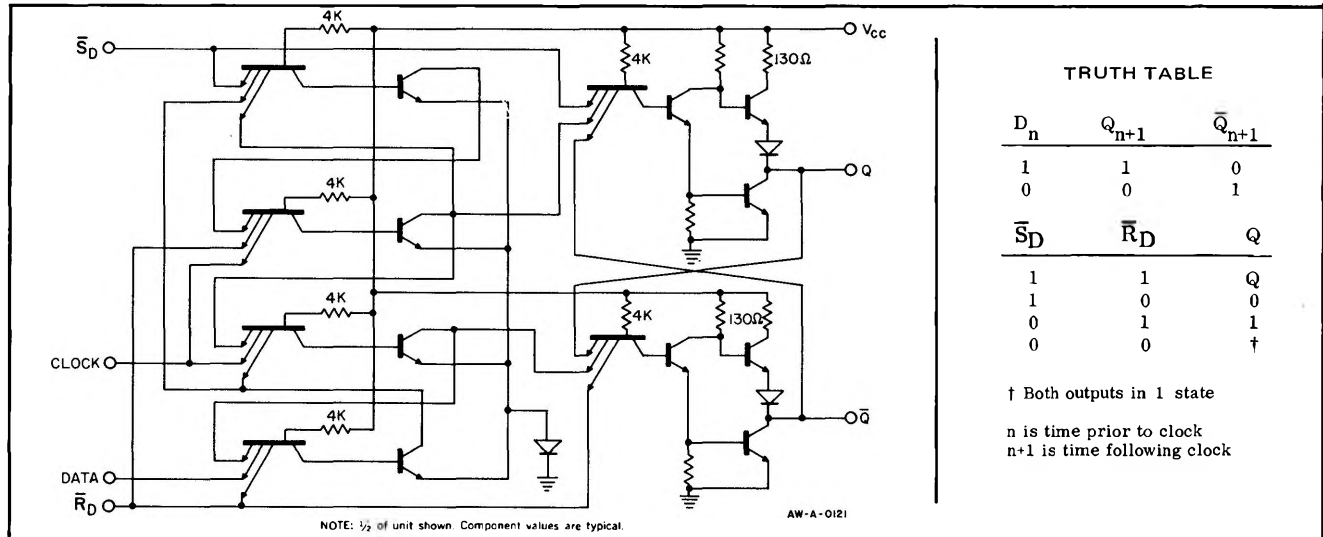 4K
S̅D
VCC
4K
130Ω
4K
Q
4K
4K
130Ω
CLOCK
4K
Q̅
DATA
R̅D
NOTE: ½ of unit shown. Component values are typical.
AW-A-0121
TRUTH TABLE
Dn Qn+1 Q̅n+1
1 1 0
0 0 1
S̅D R̅D Q
1 1 Q
1 0 0
0 1 1
0 0 †
† Both outputs in 1 state
n is time prior to clock
n+1 is time following clock